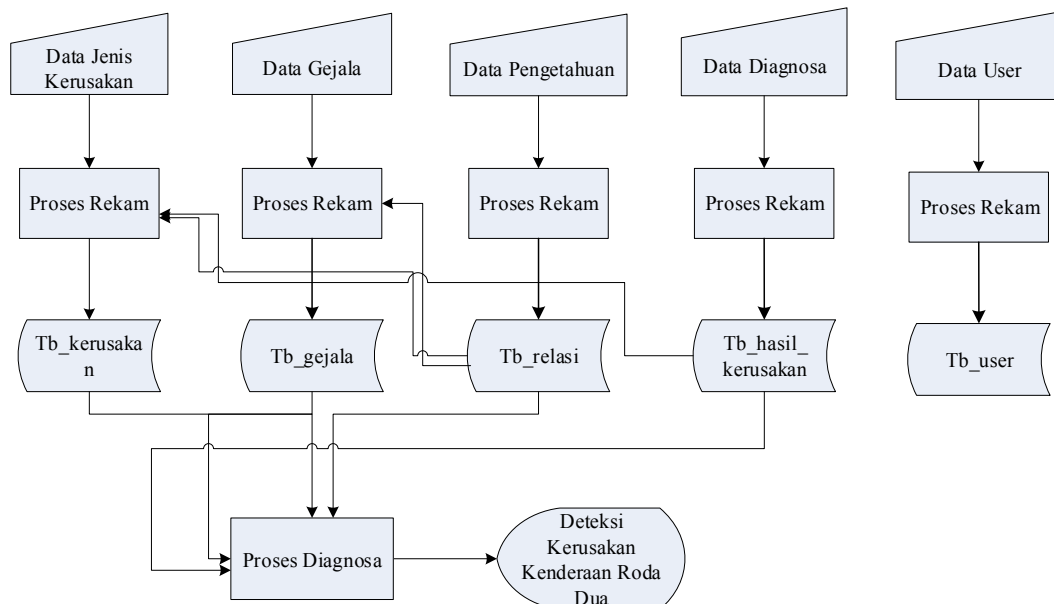 Data Jenis
Kerusakan
Data Gejala
Data Pengetahuan
Data Diagnosa
Data User
Proses Rekam
Proses Rekam
Proses Rekam
Proses Rekam
Proses Rekam
Tb_kerusaka
n
Tb_gejala
Tb_relasi
Tb_hasil_
kerusakan
Tb_user
Proses Diagnosa
Deteksi
Kerusakan
Kenderaan Roda
Dua